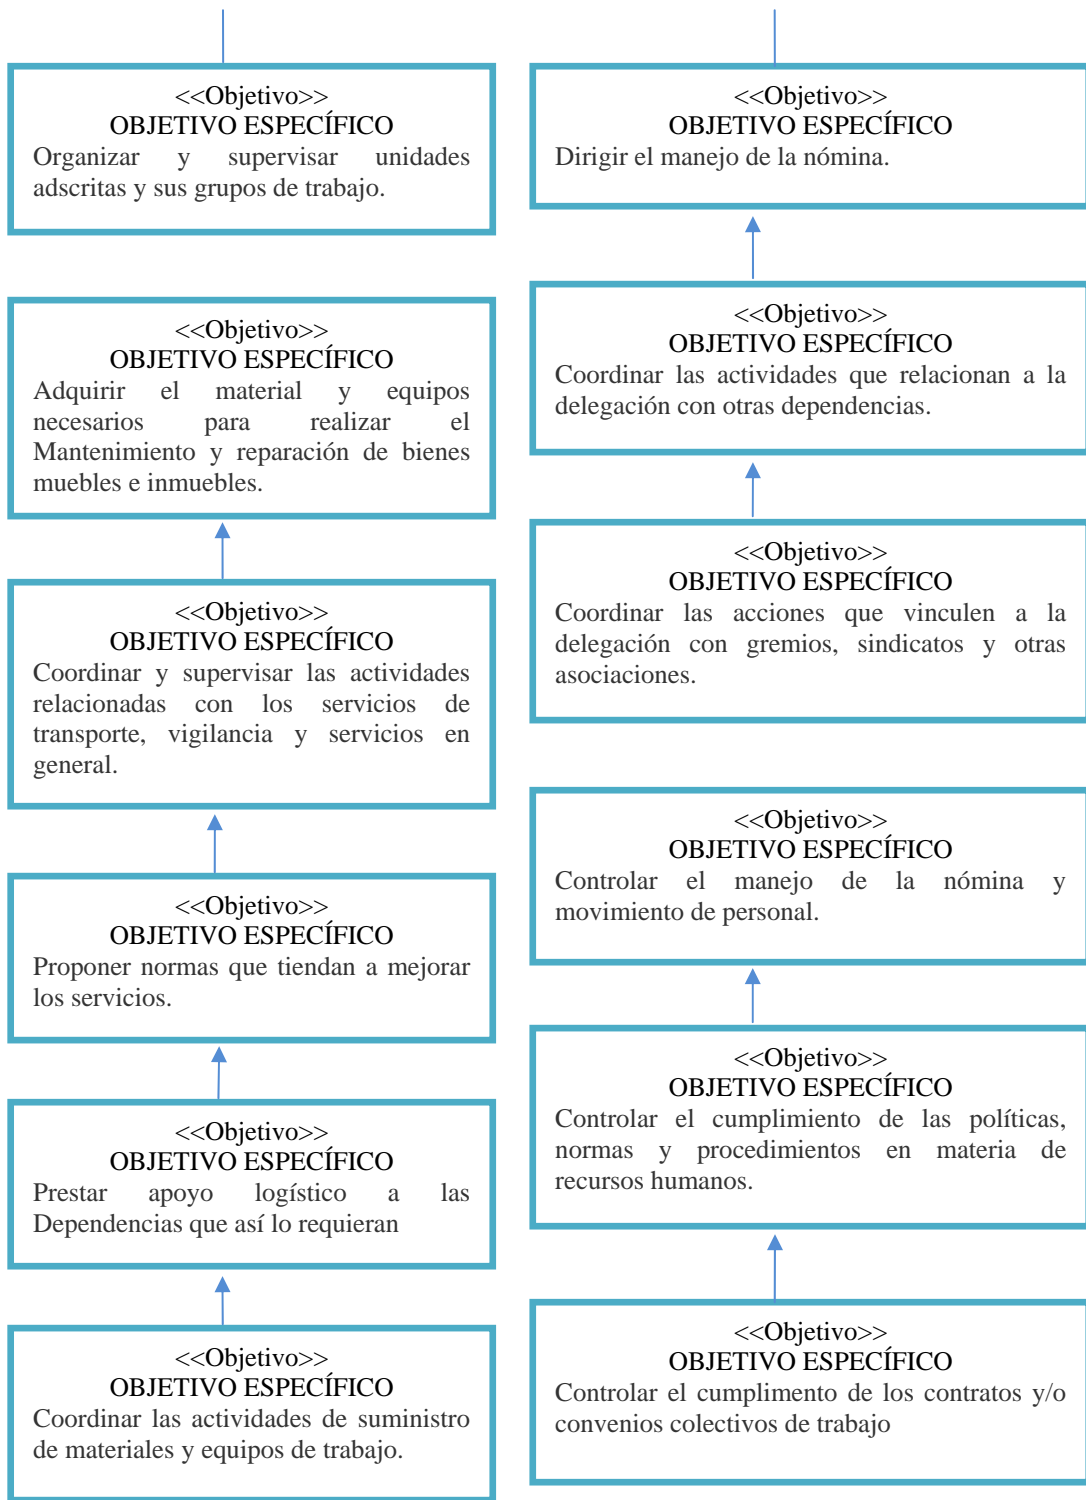 <<Objetivo>>
OBJETIVO ESPECÍFICO
Organizar y supervisar unidades
adscritas y sus grupos de trabajo.
<<Objetivo>>
OBJETIVO ESPECÍFICO
Adquirir el material y equipos
necesarios para realizar el
Mantenimiento y reparación de bienes
muebles e inmuebles.
<<Objetivo>>
OBJETIVO ESPECÍFICO
Coordinar y supervisar las actividades
relacionadas con los servicios de
transporte, vigilancia y servicios en
general.
<<Objetivo>>
OBJETIVO ESPECÍFICO
Proponer normas que tiendan a mejorar
los servicios.
<<Objetivo>>
OBJETIVO ESPECÍFICO
Prestar apoyo logístico a las
Dependencias que así lo requieran
<<Objetivo>>
OBJETIVO ESPECÍFICO
Coordinar las actividades de suministro
de materiales y equipos de trabajo.
<<Objetivo>>
OBJETIVO ESPECÍFICO
Dirigir el manejo de la nómina.
<<Objetivo>>
OBJETIVO ESPECÍFICO
Coordinar las actividades que relacionan a la
delegación con otras dependencias.
<<Objetivo>>
OBJETIVO ESPECÍFICO
Coordinar las acciones que vinculen a la
delegación con gremios, sindicatos y otras
asociaciones.
<<Objetivo>>
OBJETIVO ESPECÍFICO
Controlar el manejo de la nómina y
movimiento de personal.
<<Objetivo>>
OBJETIVO ESPECÍFICO
Controlar el cumplimiento de las políticas,
normas y procedimientos en materia de
recursos humanos.
<<Objetivo>>
OBJETIVO ESPECÍFICO
Controlar el cumplimento de los contratos y/o
convenios colectivos de trabajo